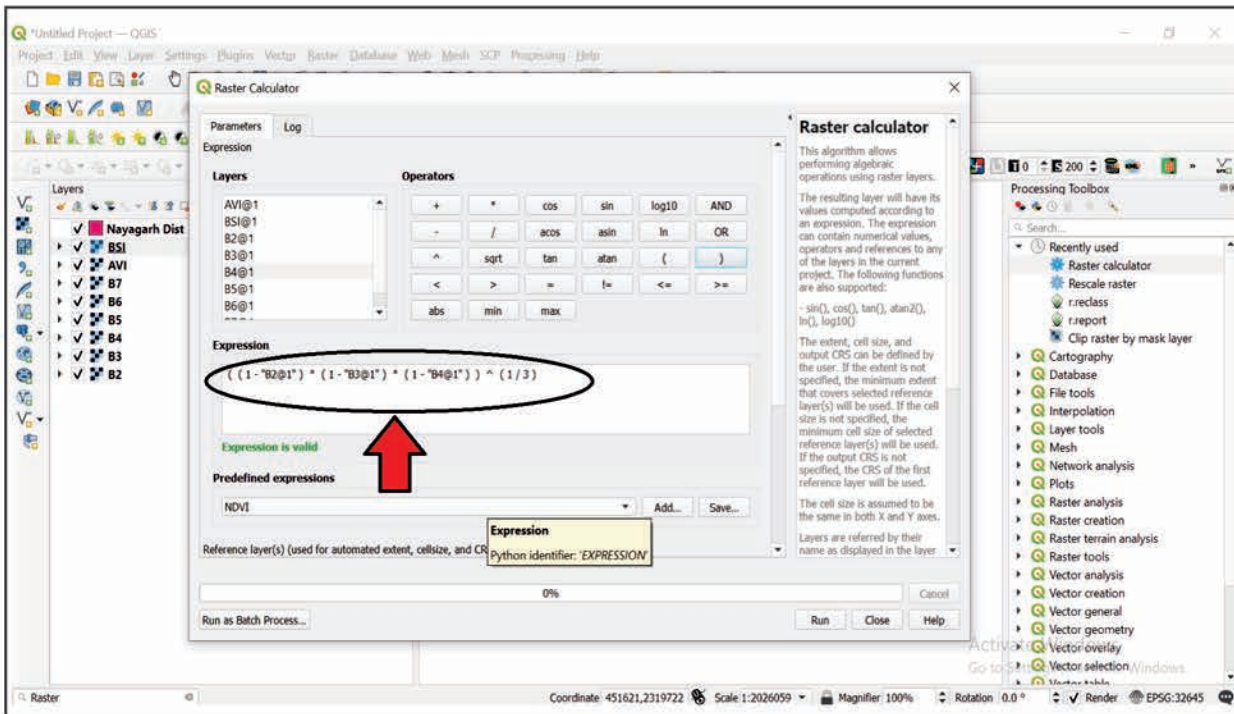 *Untitled Project — QGIS
Project Edit View Layer Settings Plugins Vector Raster Database Web Mesh SCP Processing Help
Raster Calculator
Parameters Log
Expression
Layers
AVI@1
BSI@1
B2@1
B3@1
B4@1
B5@1
B6@1
Operators
+ * cos sin log10 AND
- / acos asin ln OR
^ sqrt tan atan ( )
< > = != <= >=
abs min max
Expression
( ( 1 - "B2@1" ) * ( 1 - "B3@1" ) * ( 1 - "B4@1" ) ) ^ ( 1 / 3 )
Expression is valid
Predefined expressions
NDVI Add... Save...
Expression
Python identifier: 'EXPRESSION'
Reference layer(s) (used for automated extent, cellsize, and CR
0% Cancel
Run as Batch Process... Run Close Help
Raster calculator
This algorithm allows
performing algebraic
operations using raster layers.
The resulting layer will have its
values computed according to
an expression. The expression
can contain numerical values,
operators and references to any
of the layers in the current
project. The following functions
are also supported:
- sin(), cos(), tan(), atan2(),
ln(), log10()
The extent, cell size, and
output CRS can be defined by
the user. If the extent is not
specified, the minimum extent
that covers selected reference
layer(s) will be used. If the cell
size is not specified, the
minimum cell size of selected
reference layer(s) will be used.
If the output CRS is not
specified, the CRS of the first
reference layer will be used.
The cell size is assumed to be
the same in both X and Y axes.
Layers are referred by their
name as displayed in the layer
Layers
Nayagarh Dist
BSI
AVI
B7
B6
B5
B4
B3
B2
0 200
Processing Toolbox
Search...
Recently used
Raster calculator
Rescale raster
r.reclass
r.report
Clip raster by mask layer
Cartography
Database
File tools
Interpolation
Layer tools
Mesh
Network analysis
Plots
Raster analysis
Raster creation
Raster terrain analysis
Raster tools
Vector analysis
Vector creation
Vector general
Vector geometry
Vector overlay
Vector selection
Vector table
Activate Windows
Go to Windows.
Raster Coordinate 451621,2319722 Scale 1:2026059 Magnifier 100% Rotation 0.0 ° Render EPSG:32645